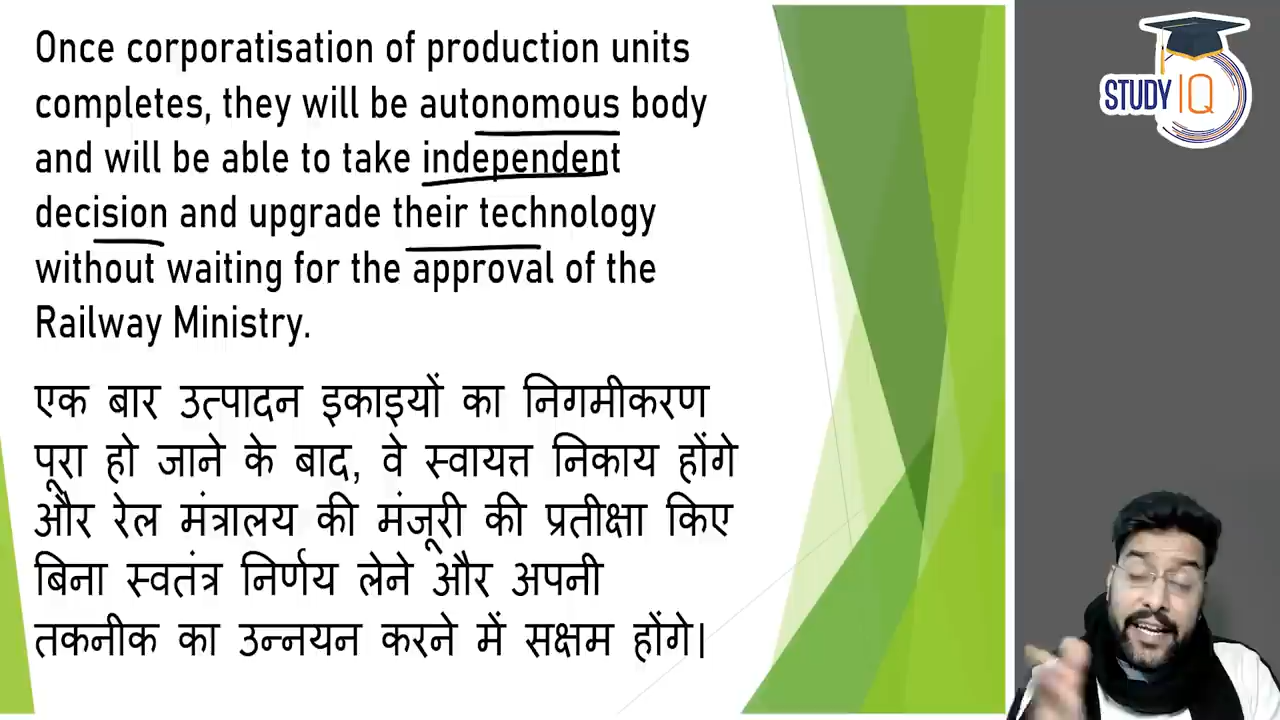 Once corporatisation of production units
completes, they will be autonomous body
and will be able to take independent
decision and upgrade their technology
without waiting for the approval of the
Railway Ministry.
एक बार उत्पादन इकाइयों का निगमीकरण
पूरा हो जाने के बाद, वे स्वायत्त निकाय होंगे
और रेल मंत्रालय की मंजूरी की प्रतीक्षा किए
बिना स्वतंत्र निर्णय लेने और अपनी
तकनीक का उन्नयन करने में सक्षम होंगे।
STUDY IQ